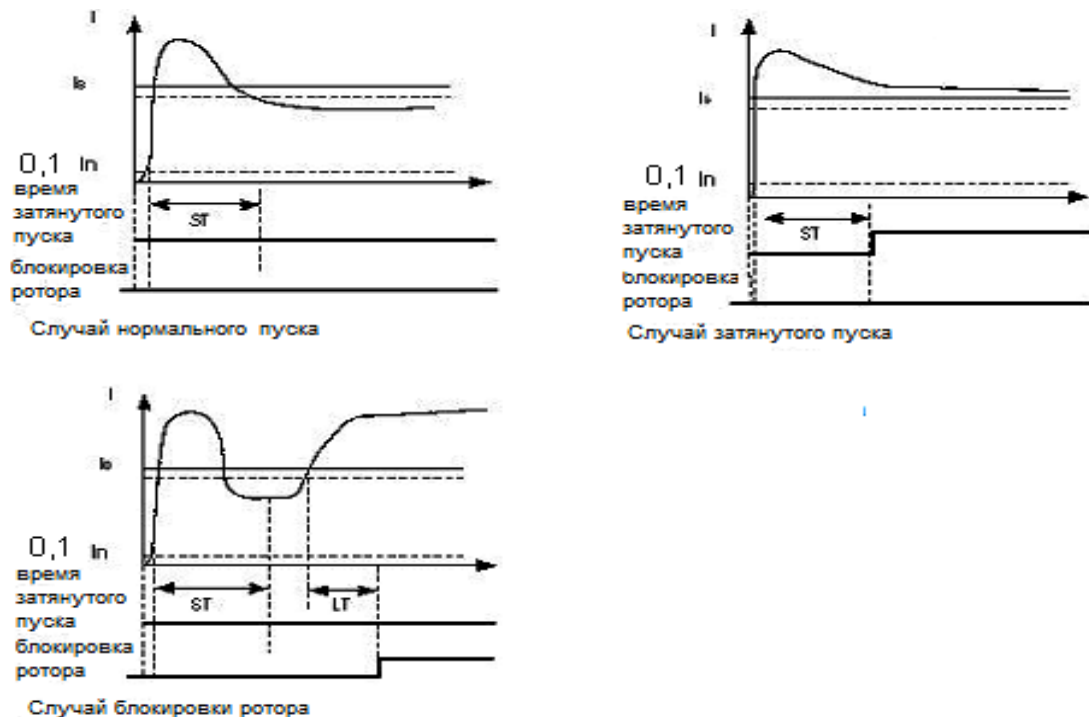 I
Is
0,1 In
время
затянутого
пуска
ST
блокировка
ротора
Случай нормального пуска
I
Is
0,1 In
время
затянутого
пуска
ST
блокировка
ротора
Случай затянутого пуска
I
Is
0,1 In
время
затянутого
пуска
ST
LT
блокировка
ротора
Случай блокировки ротора